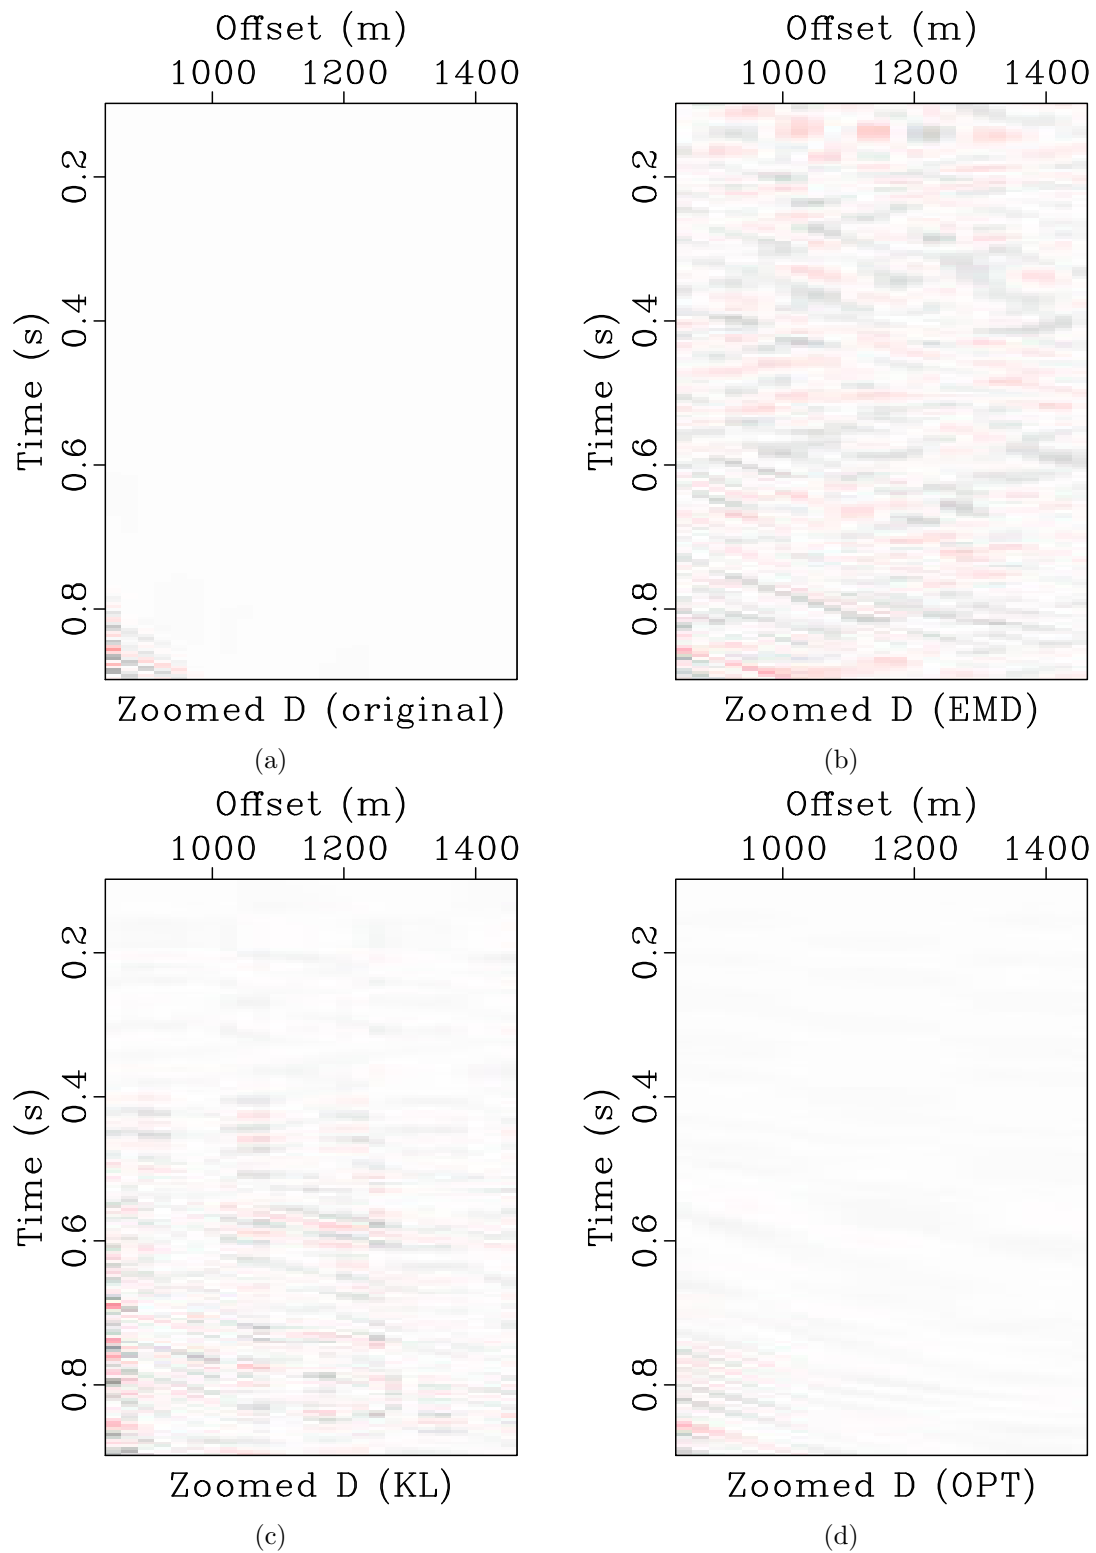 Offset (m)
1000 1200 1400
Time (s)
0.2
0.4
0.6
0.8
Zoomed D (original)
(a)
Offset (m)
1000 1200 1400
Time (s)
0.2
0.4
0.6
0.8
Zoomed D (EMD)
(b)
Offset (m)
1000 1200 1400
Time (s)
0.2
0.4
0.6
0.8
Zoomed D (KL)
(c)
Offset (m)
1000 1200 1400
Time (s)
0.2
0.4
0.6
0.8
Zoomed D (OPT)
(d)